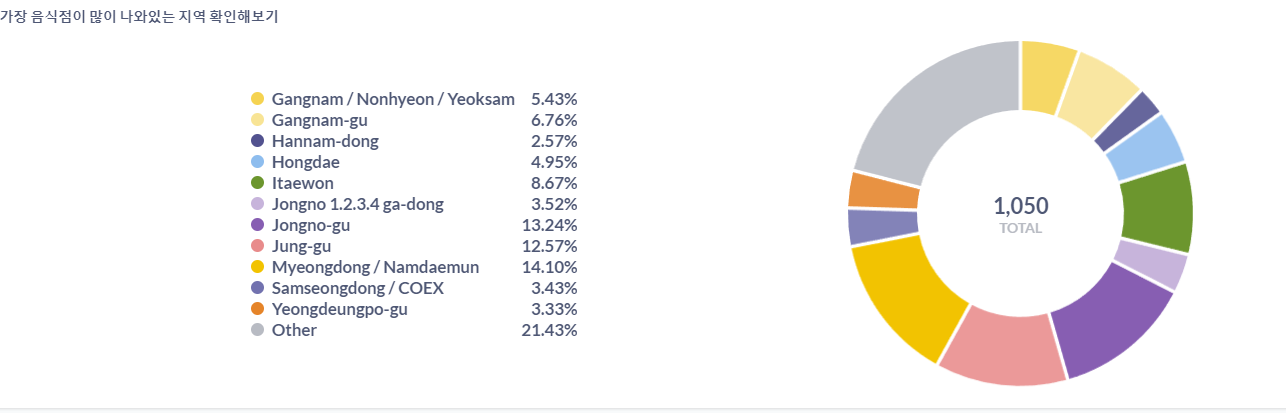 가장 음식점이 많이 나와있는 지역 확인해보기
Gangnam / Nonhyeon / Yeoksam 5.43%
Gangnam-gu 6.76%
Hannam-dong 2.57%
Hongdae 4.95%
Itaewon 8.67%
Jongno 1.2.3.4 ga-dong 3.52%
Jongno-gu 13.24%
Jung-gu 12.57%
Myeongdong / Namdaemun 14.10%
Samseongdong / COEX 3.43%
Yeongdeungpo-gu 3.33%
Other 21.43%
1,050
TOTAL